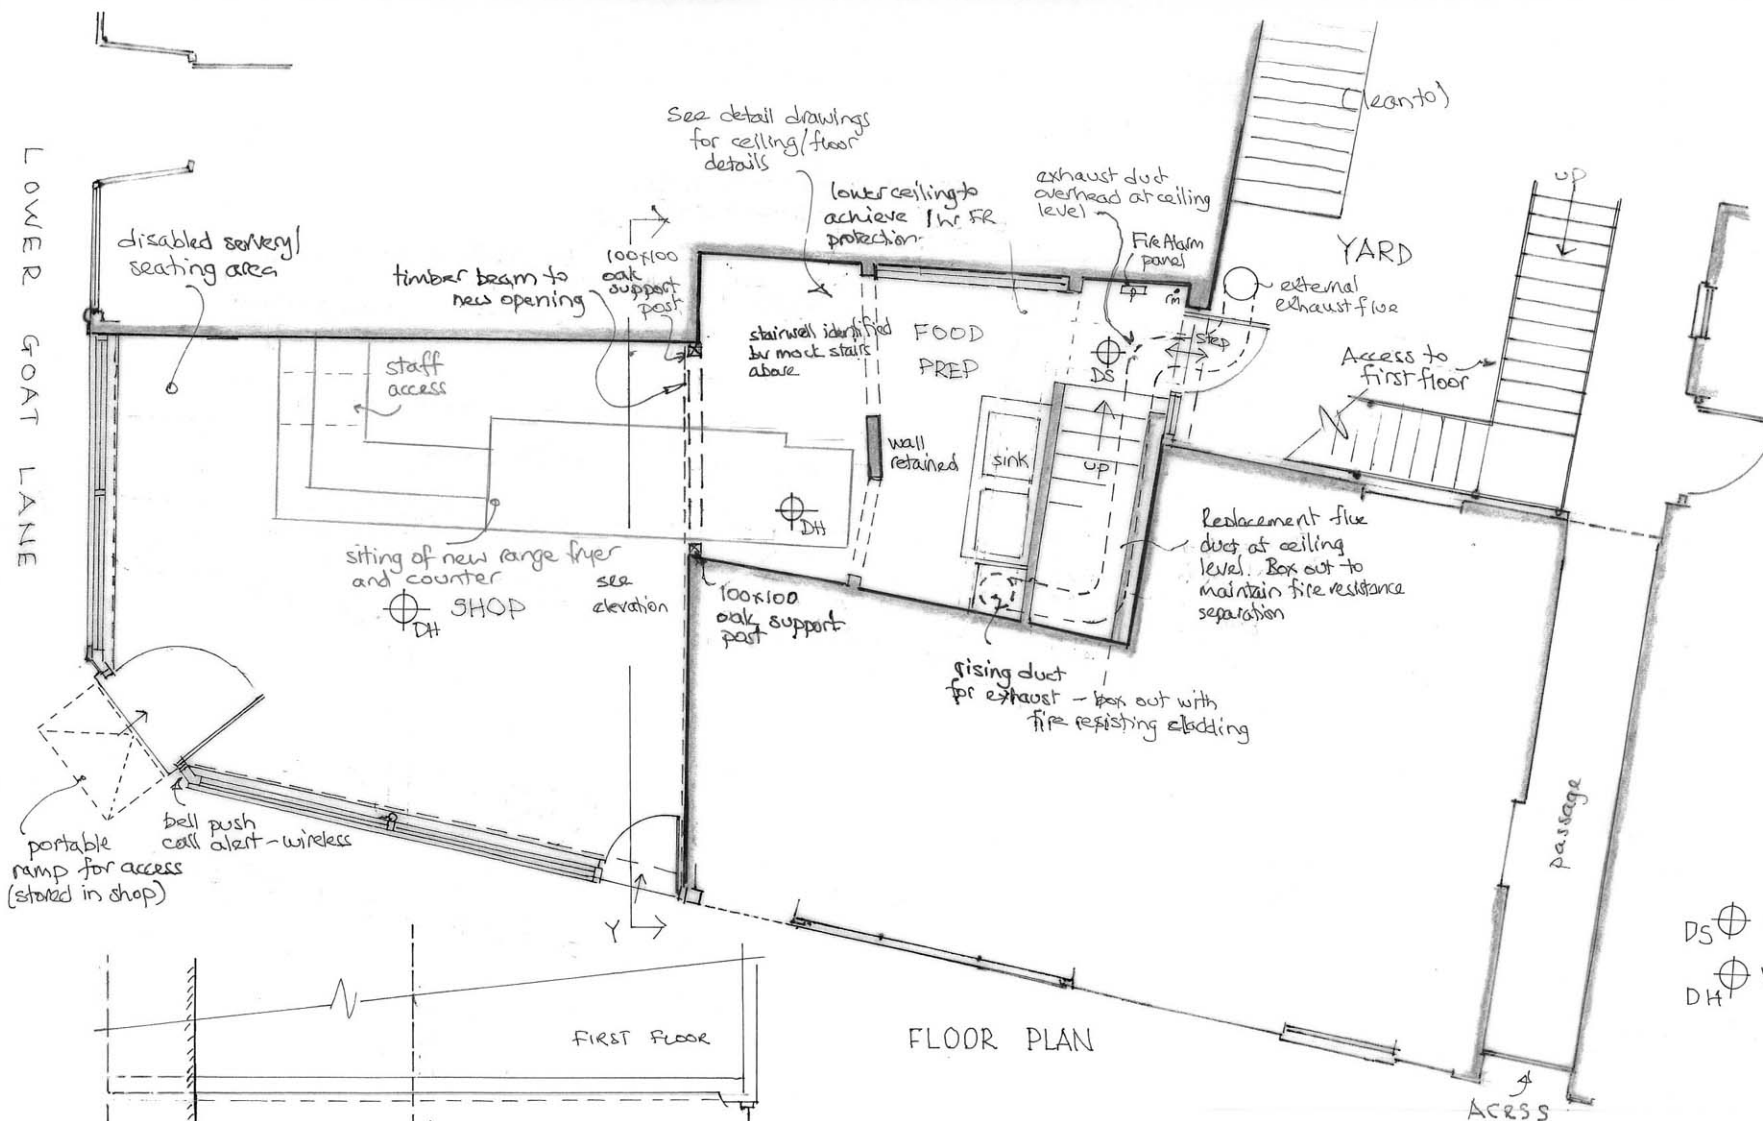 LOWER GOAT LANE
See detail drawings
for ceiling/floor
details
(leanto)
up
disabled servery/
seating area
timber beam to
new opening
100x100
oak
support
post
lower ceiling to
achieve 1hr FR
protection
exhaust duct
overhead at ceiling
level
Fire Alarm
panel
YARD
external
exhaust flue
stairwell identified
by mock stairs
above
FOOD
PREP
DS
step
Access to
first floor
staff
access
wall
retained
sink
up
DH
siting of new range fryer
and counter
see
elevation
SHOP
DH
100x100
oak support
post
Replacement flue
duct at ceiling
level. Box out to
maintain fire resistance
separation
rising duct
for exhaust - box out with
fire resisting cladding
passage
portable
ramp for access
(stored in shop)
bell push
call alert - wireless
Y
DS
DH
FIRST FLOOR
FLOOR PLAN
ACESS